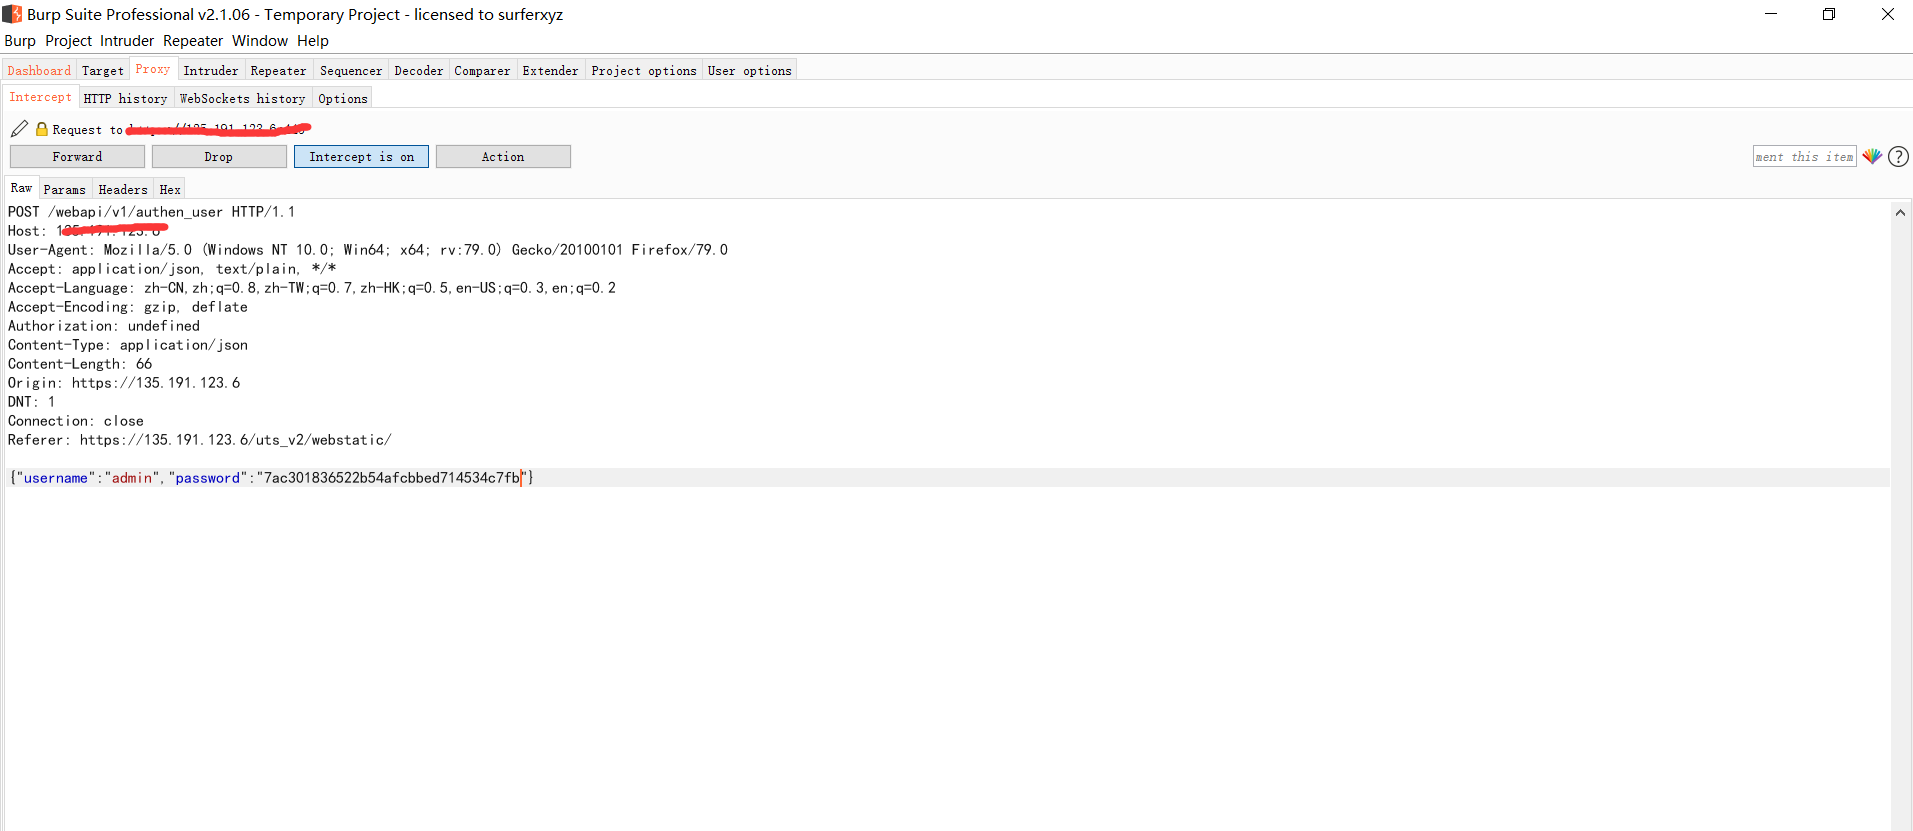 Burp Suite Professional v2.1.06 - Temporary Project - licensed to surferxyz
Burp Project Intruder Repeater Window Help
Dashboard Target Proxy Intruder Repeater Sequencer Decoder Comparer Extender Project options User options
Intercept HTTP history WebSockets history Options
Request to
Forward Drop Intercept is on Action ment this item ?
Raw Params Headers Hex
POST /webapi/v1/authen_user HTTP/1.1
Host:
User-Agent: Mozilla/5.0 (Windows NT 10.0; Win64; x64; rv:79.0) Gecko/20100101 Firefox/79.0
Accept: application/json, text/plain, */*
Accept-Language: zh-CN,zh;q=0.8,zh-TW;q=0.7,zh-HK;q=0.5,en-US;q=0.3,en;q=0.2
Accept-Encoding: gzip, deflate
Authorization: undefined
Content-Type: application/json
Content-Length: 66
Origin: https://135.191.123.6
DNT: 1
Connection: close
Referer: https://135.191.123.6/uts_v2/webstatic/
{"username":"admin","password":"7ac301836522b54afcbbed714534c7fb"}